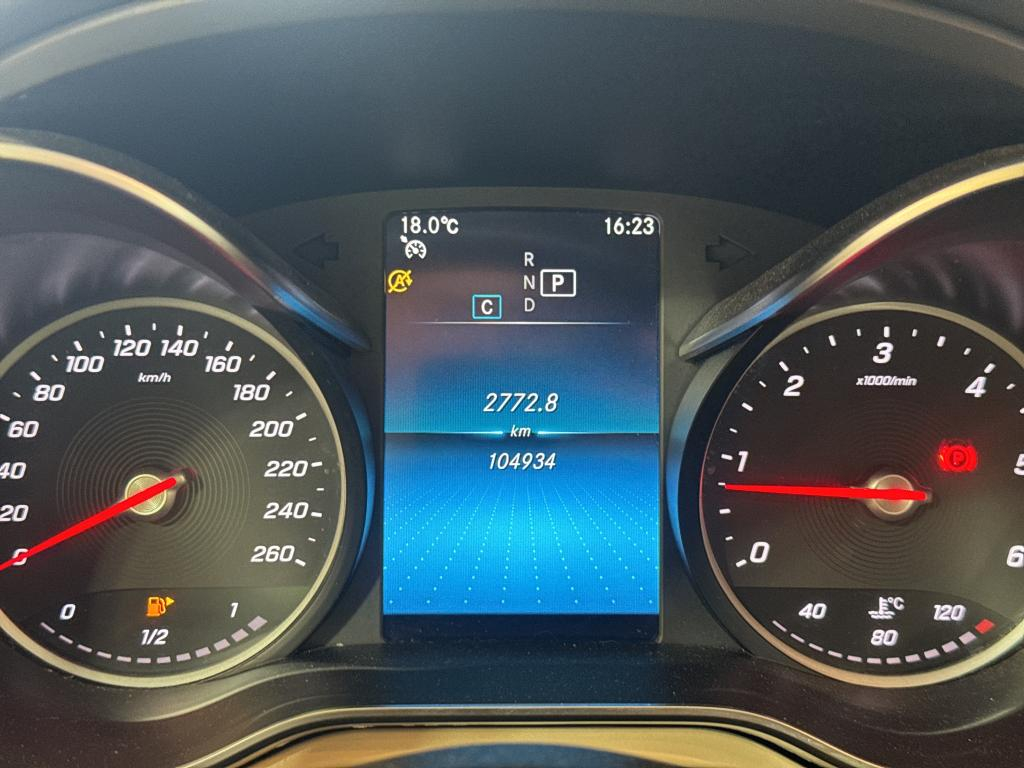 18.0°C 16:23
R
N P
C D
2772.8
km
104934
0 20 40 60 80 100 120 140 160 180 200 220 240 260
km/h
0 1/2 1
0 1 2 3 4 5 6
x1000/min
P
40 80 120
°C
A